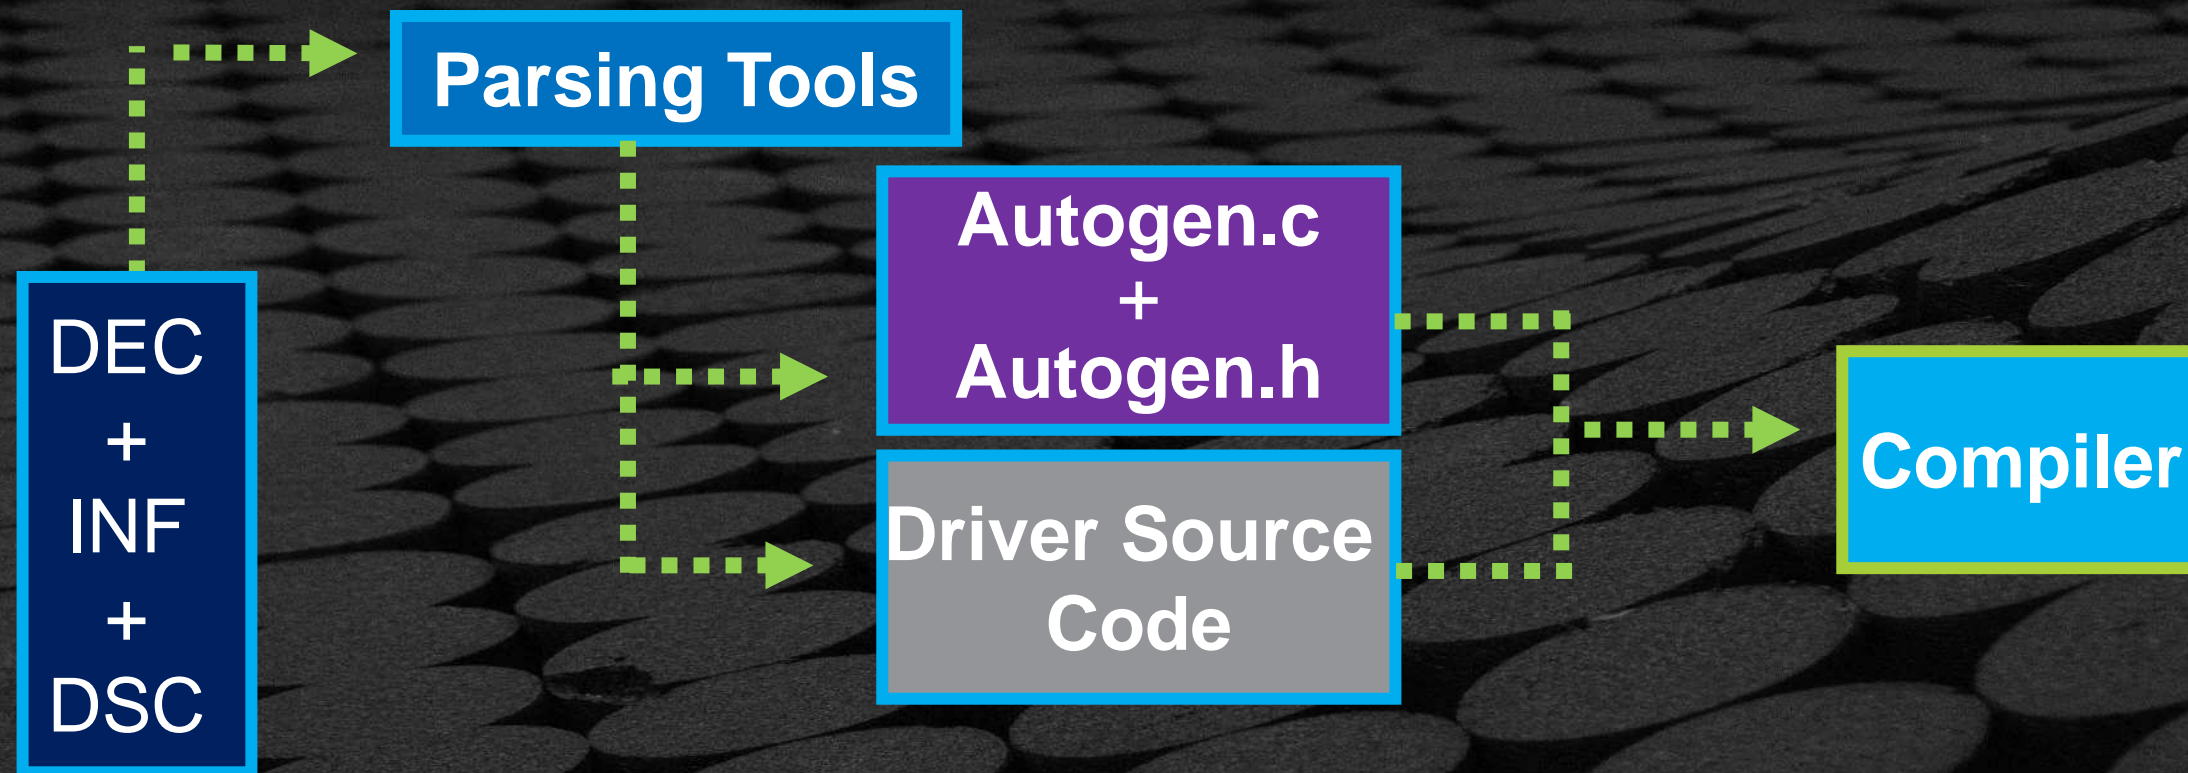 Parsing Tools
Autogen.c
+
Autogen.h
DEC
+
INF
+
DSC
Driver Source
Code
Compiler